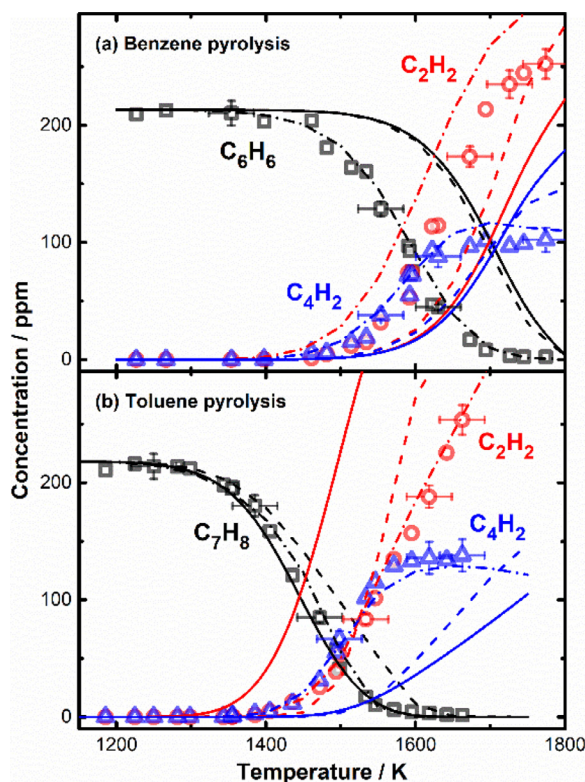 (a) Benzene pyrolysis
C₂H₂
C₆H₆
C₄H₂
200
100
0
(b) Toluene pyrolysis
C₂H₂
C₄H₂
C₇H₈
200
100
0
Concentration / ppm
1200 1400 1600 1800
Temperature / K